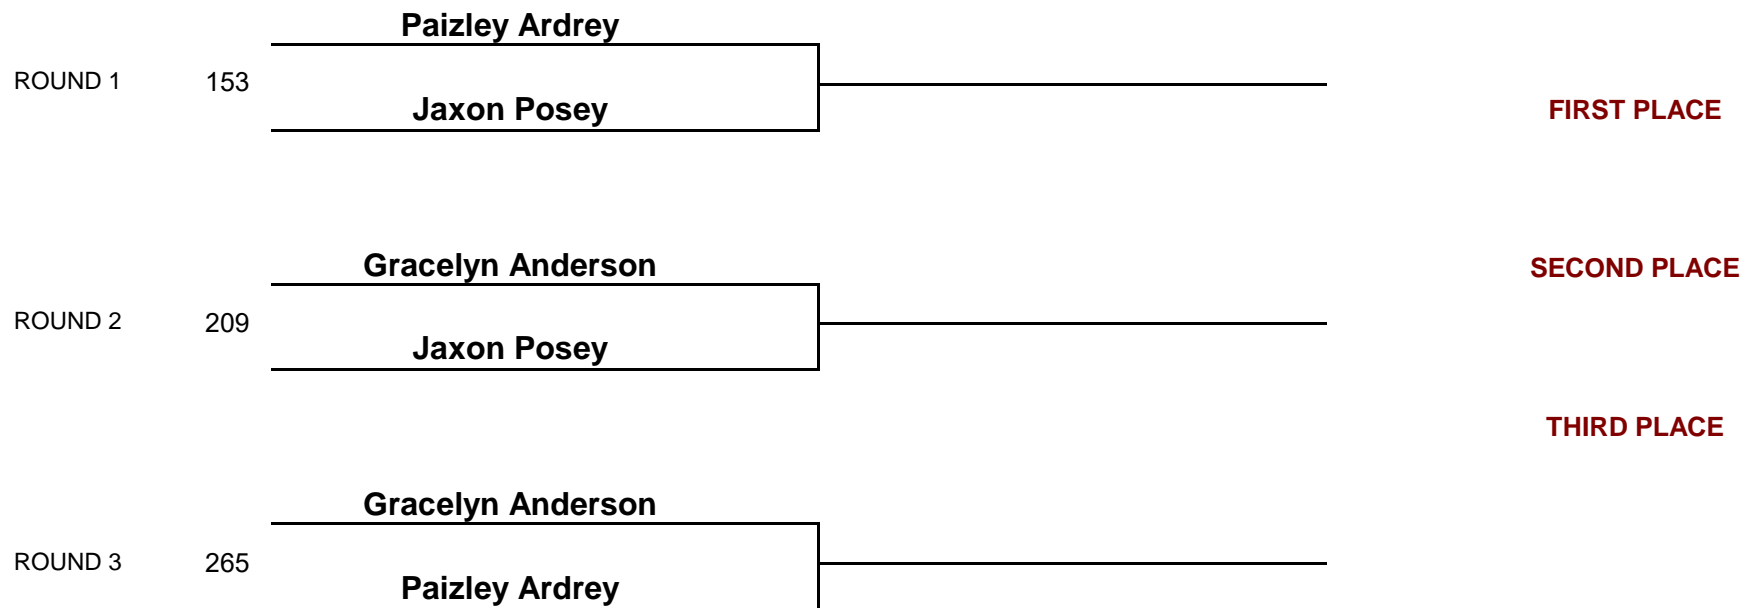 Paizley Ardrey
ROUND 1 153
Jaxon Posey
FIRST PLACE
Gracelyn Anderson
SECOND PLACE
ROUND 2 209
Jaxon Posey
THIRD PLACE
Gracelyn Anderson
ROUND 3 265
Paizley Ardrey